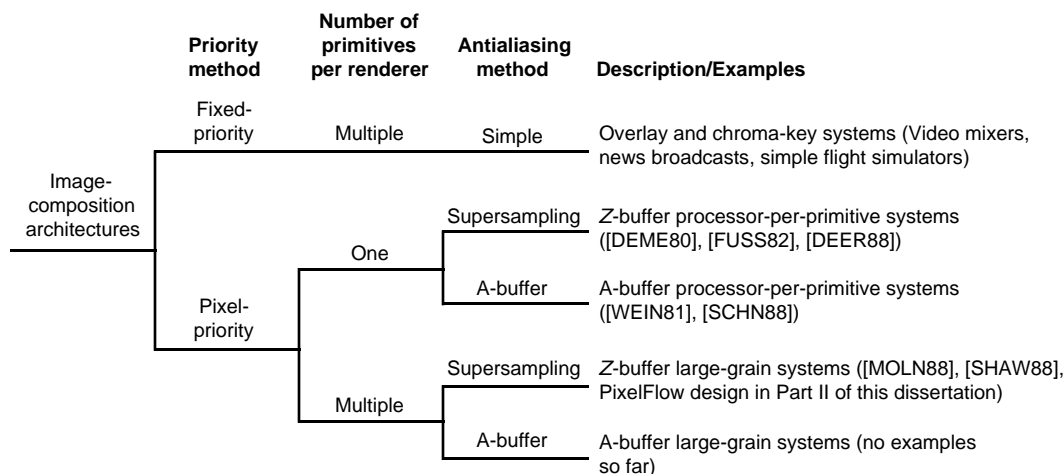 Priority
method
Number of
primitives
per renderer
Antialiasing
method
Description/Examples
Fixed-
priority
Multiple
Simple
Overlay and chroma-key systems (Video mixers,
news broadcasts, simple flight simulators)
Image-
composition
architectures
Pixel-
priority
One
Supersampling
Z-buffer processor-per-primitive systems
([DEME80], [FUSS82], [DEER88])
A-buffer
A-buffer processor-per-primitive systems
([WEIN81], [SCHN88])
Multiple
Supersampling
Z-buffer large-grain systems ([MOLN88], [SHAW88],
PixelFlow design in Part II of this dissertation)
A-buffer
A-buffer large-grain systems (no examples
so far)